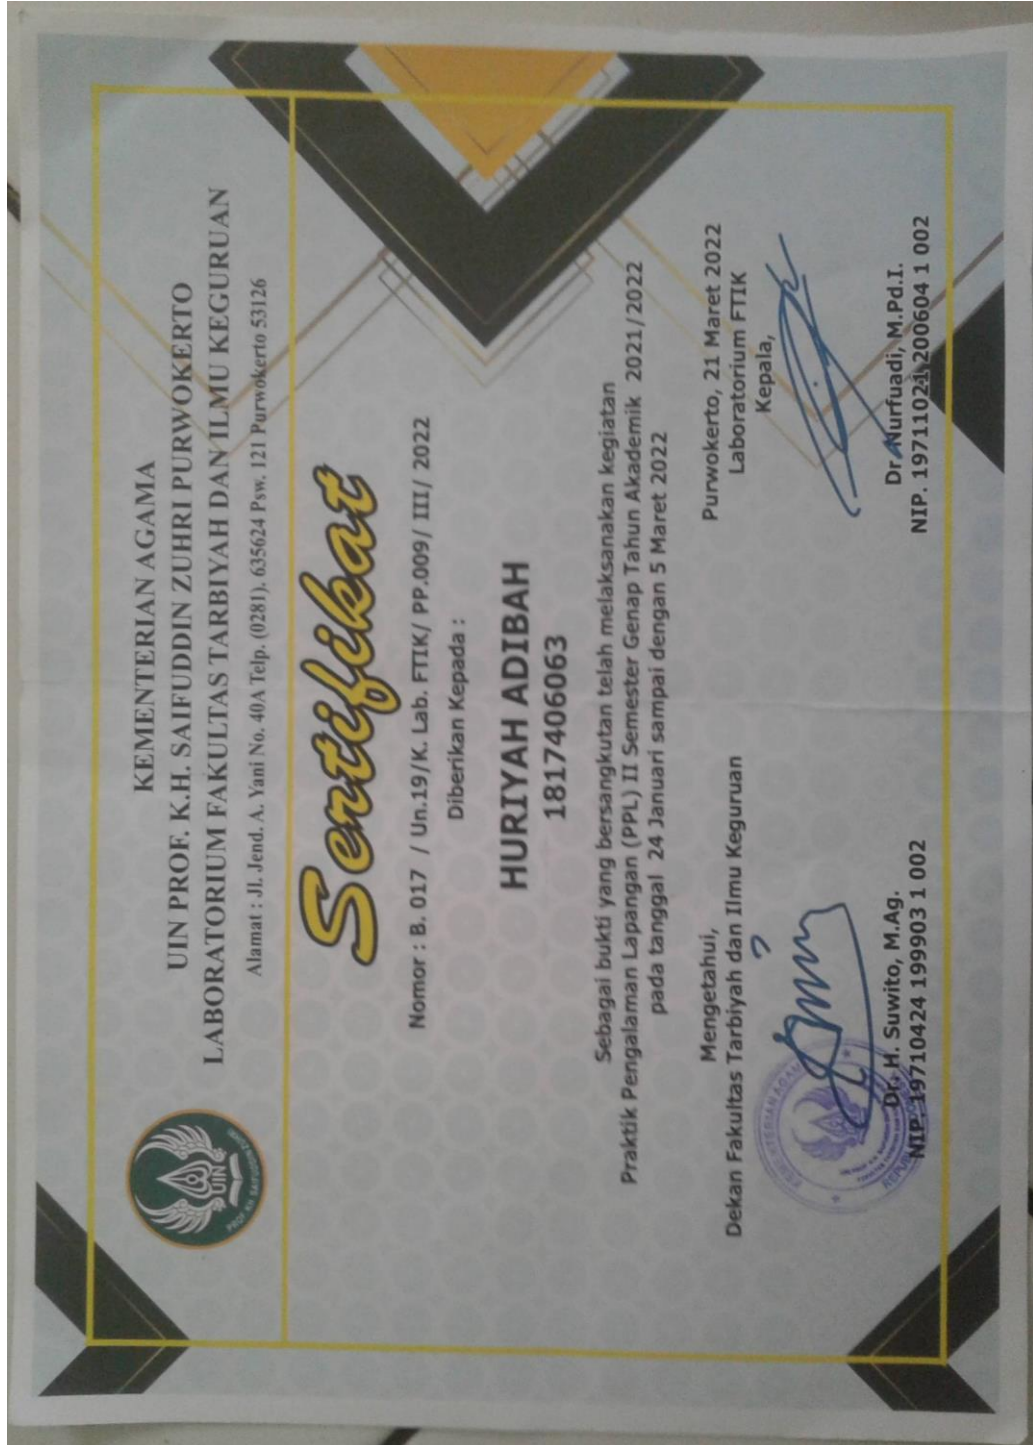 KEMENTERIAN AGAMA
UIN PROF. K.H. SAIFUDDIN ZUHRI PURWOKERTO
LABORATORIUM FAKULTAS TARBIYAH DAN ILMU KEGURUAN
Alamat : Jl. Jend. A. Yani No. 40A Telp. (0281). 635624 Psw. 121 Purwokerto 53126
UIN
Sertifikat
Nomor : B. 017 / Un.19/K. Lab. FTIK/ PP.009/ III/ 2022
Diberikan Kepada :
HURIYAH ADIBAH
1817406063
Sebagai bukti yang bersangkutan telah melaksanakan kegiatan
Praktik Pengalaman Lapangan (PPL) II Semester Genap Tahun Akademik 2021/2022
pada tanggal 24 Januari sampai dengan 5 Maret 2022
Mengetahui,
Dekan Fakultas Tarbiyah dan Ilmu Keguruan
Dr. H. Suwito, M.Ag.
NIP. 19710424 199903 1 002
Purwokerto, 21 Maret 2022
Laboratorium FTIK
Kepala,
Dr. Nurfuadi, M.Pd.I.
NIP. 19711021 200604 1 002